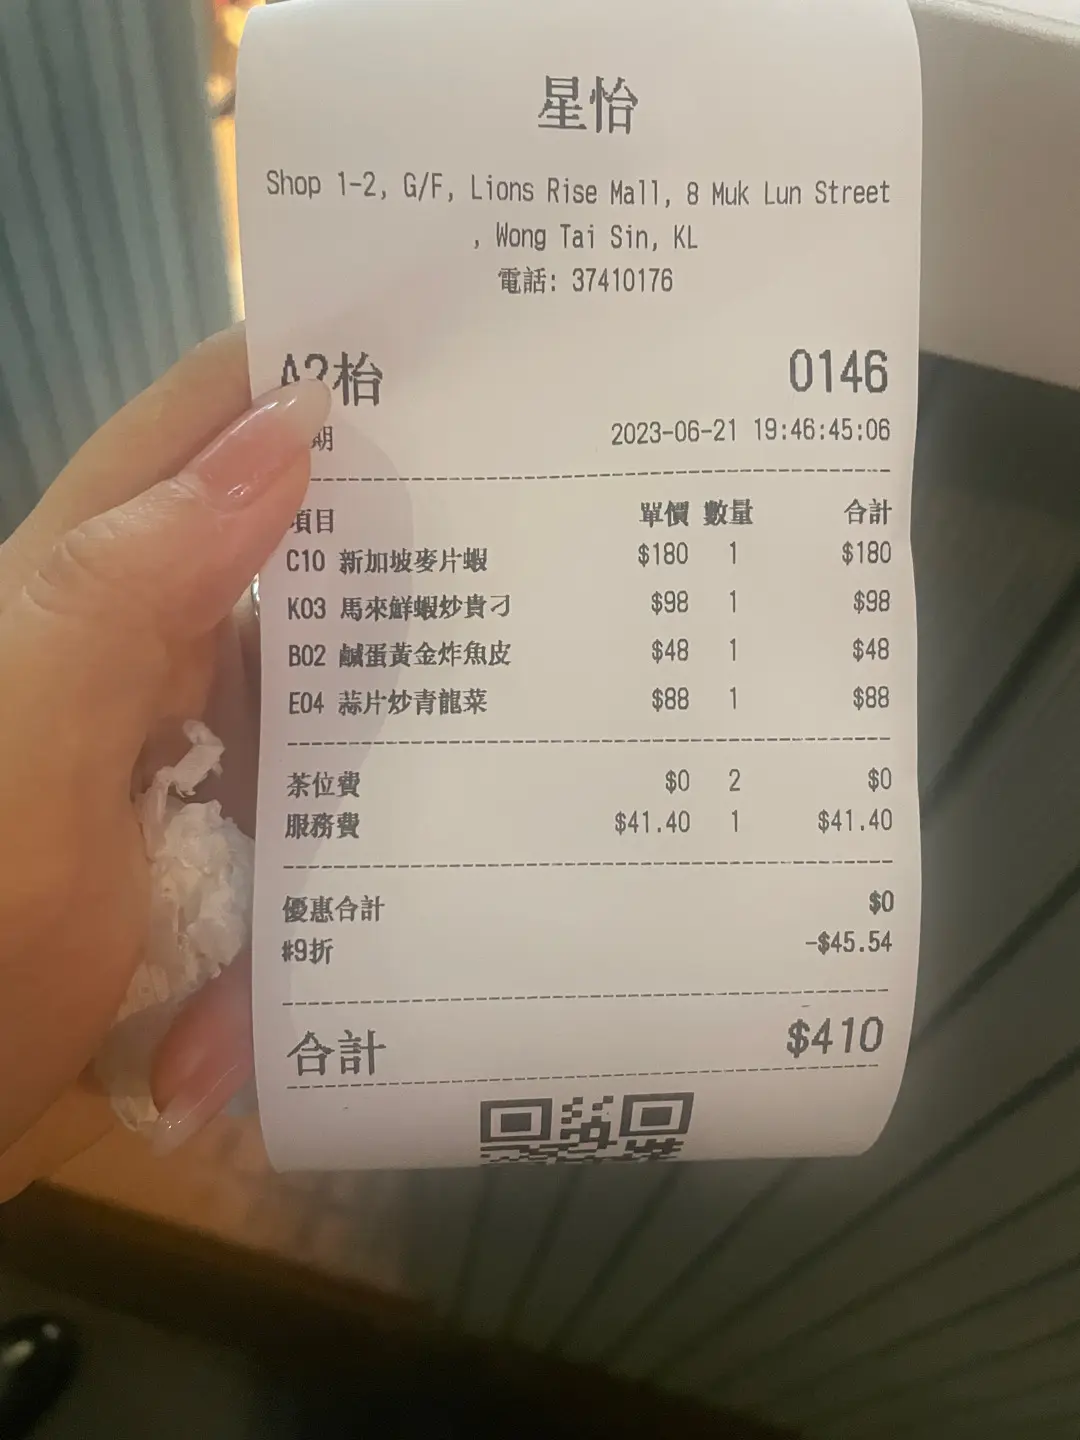 星怡
Shop 1-2, G/F, Lions Rise Mall, 8 Muk Lun Street
, Wong Tai Sin, KL
電話: 37410176
枱 0146
期 2023-06-21 19:46:45:06
項目 單價 數量 合計
C10 新加坡麥片蝦 $180 1 $180
K03 馬來鮮蝦炒貴刁 $98 1 $98
B02 鹹蛋黃金炸魚皮 $48 1 $48
E04 蒜片炒青龍菜 $88 1 $88
茶位費 $0 2 $0
服務費 $41.40 1 $41.40
優惠合計 $0
#9折 -$45.54
合計 $410